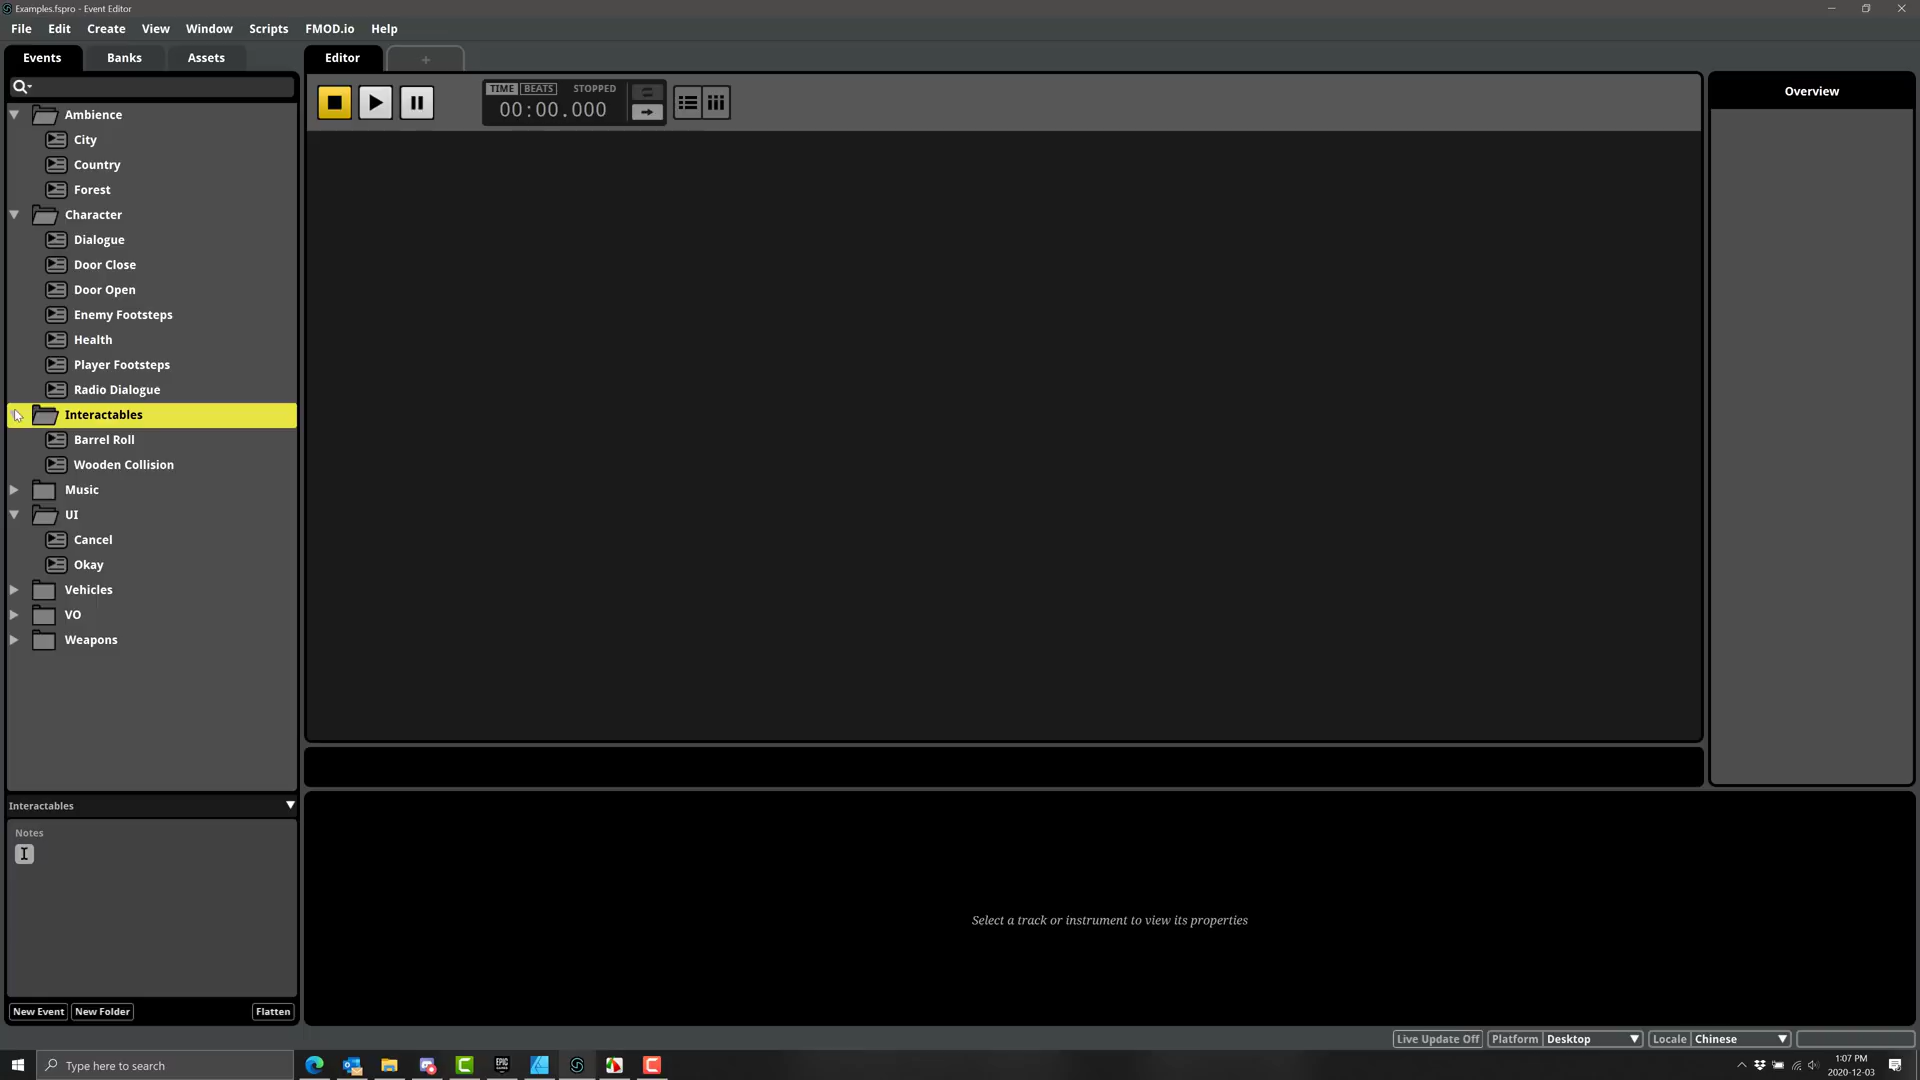 Examples.fspro - Event Editor
File Edit Create View Window Scripts FMOD.io Help
Events Banks Assets
Editor +
TIME BEATS STOPPED
00:00.000
Overview
Ambience
City
Country
Forest
Character
Dialogue
Door Close
Door Open
Enemy Footsteps
Health
Player Footsteps
Radio Dialogue
Interactables
Barrel Roll
Wooden Collision
Music
UI
Cancel
Okay
Vehicles
VO
Weapons
Interactables
Notes
Select a track or instrument to view its properties
New Event New Folder Flatten
Live Update Off Platform Desktop Locale Chinese
Type here to search
EPIC
1:07 PM
2020-12-03